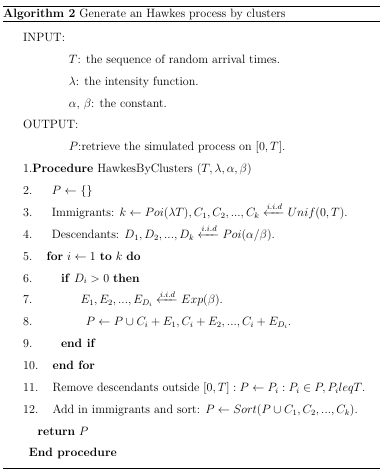 Algorithm 2 Generate an Hawkes process by clusters
INPUT:
T: the sequence of random arrival times.
λ: the intensity function.
α, β: the constant.
OUTPUT:
P:retrieve the simulated process on [0, T].
1.Procedure HawkesByClusters (T, λ, α, β)
2. P ← {}
3. Immigrants: k ← Poi(λT), C₁, C₂, ..., Cₖ ⟵ i.i.d Unif(0, T).
4. Descendants: D₁, D₂, ..., Dₖ ⟵ i.i.d Poi(α/β).
5. for i ← 1 to k do
6. if Dᵢ > 0 then
7. E₁, E₂, ..., E_{Dᵢ} ⟵ i.i.d Exp(β).
8. P ← P ∪ Cᵢ + E₁, Cᵢ + E₂, ..., Cᵢ + E_{Dᵢ}.
9. end if
10. end for
11. Remove descendants outside [0, T] : P ← Pᵢ : Pᵢ ∈ P, PᵢleqT.
12. Add in immigrants and sort: P ← Sort(P ∪ C₁, C₂, ..., Cₖ).
return P
End procedure